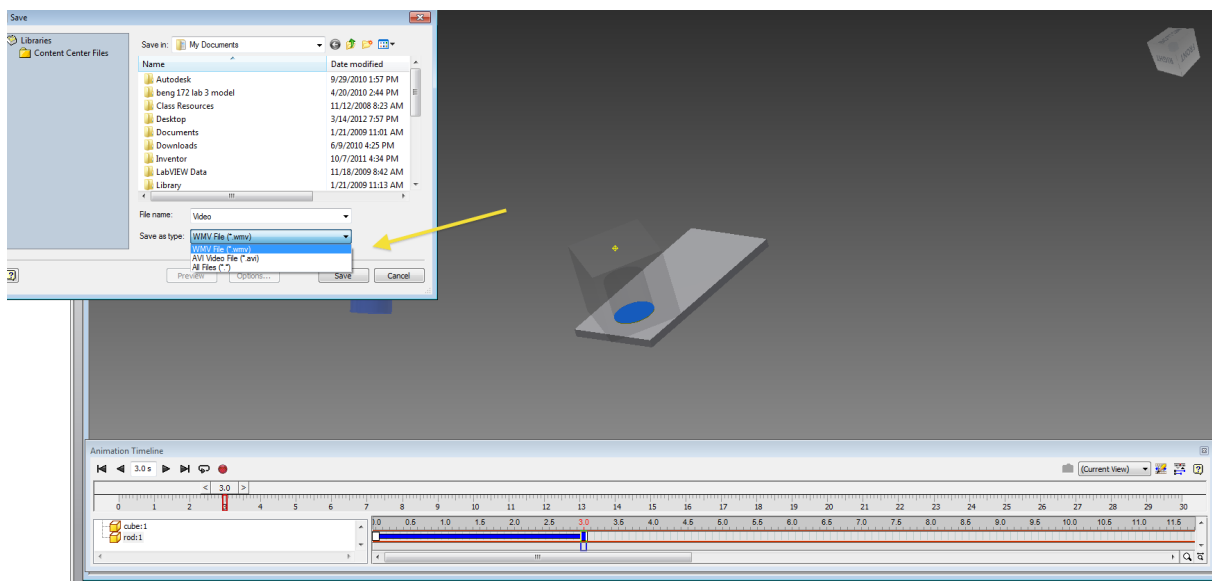 Save
Libraries
Content Center Files
Save in: My Documents
Name Date modified
Autodesk 9/29/2010 1:57 PM
beng 172 lab 3 model 4/20/2010 2:44 PM
Class Resources 11/12/2008 8:23 AM
Desktop 3/14/2012 7:57 PM
Documents 1/21/2009 11:01 AM
Downloads 6/9/2010 4:25 PM
Inventor 10/7/2011 4:34 PM
LabVIEW Data 11/18/2009 8:42 AM
Library 1/21/2009 11:13 AM
File name: Video
Save as type: WMV File (*.wmv)
WMV File (*.wmv)
AVI Video File (*.avi)
All Files (*.*)
Preview Options... Save Cancel
Animation Timeline
3.0 s (Current View)
< 3.0 >
0 1 2 3 4 5 6 7 8 9 10 11 12 13 14 15 16 17 18 19 20 21 22 23 24 25 26 27 28 29 30
0.0 0.5 1.0 1.5 2.0 2.5 3.0 3.5 4.0 4.5 5.0 5.5 6.0 6.5 7.0 7.5 8.0 8.5 9.0 9.5 10.0 10.5 11.0 11.5
cube:1
rod:1